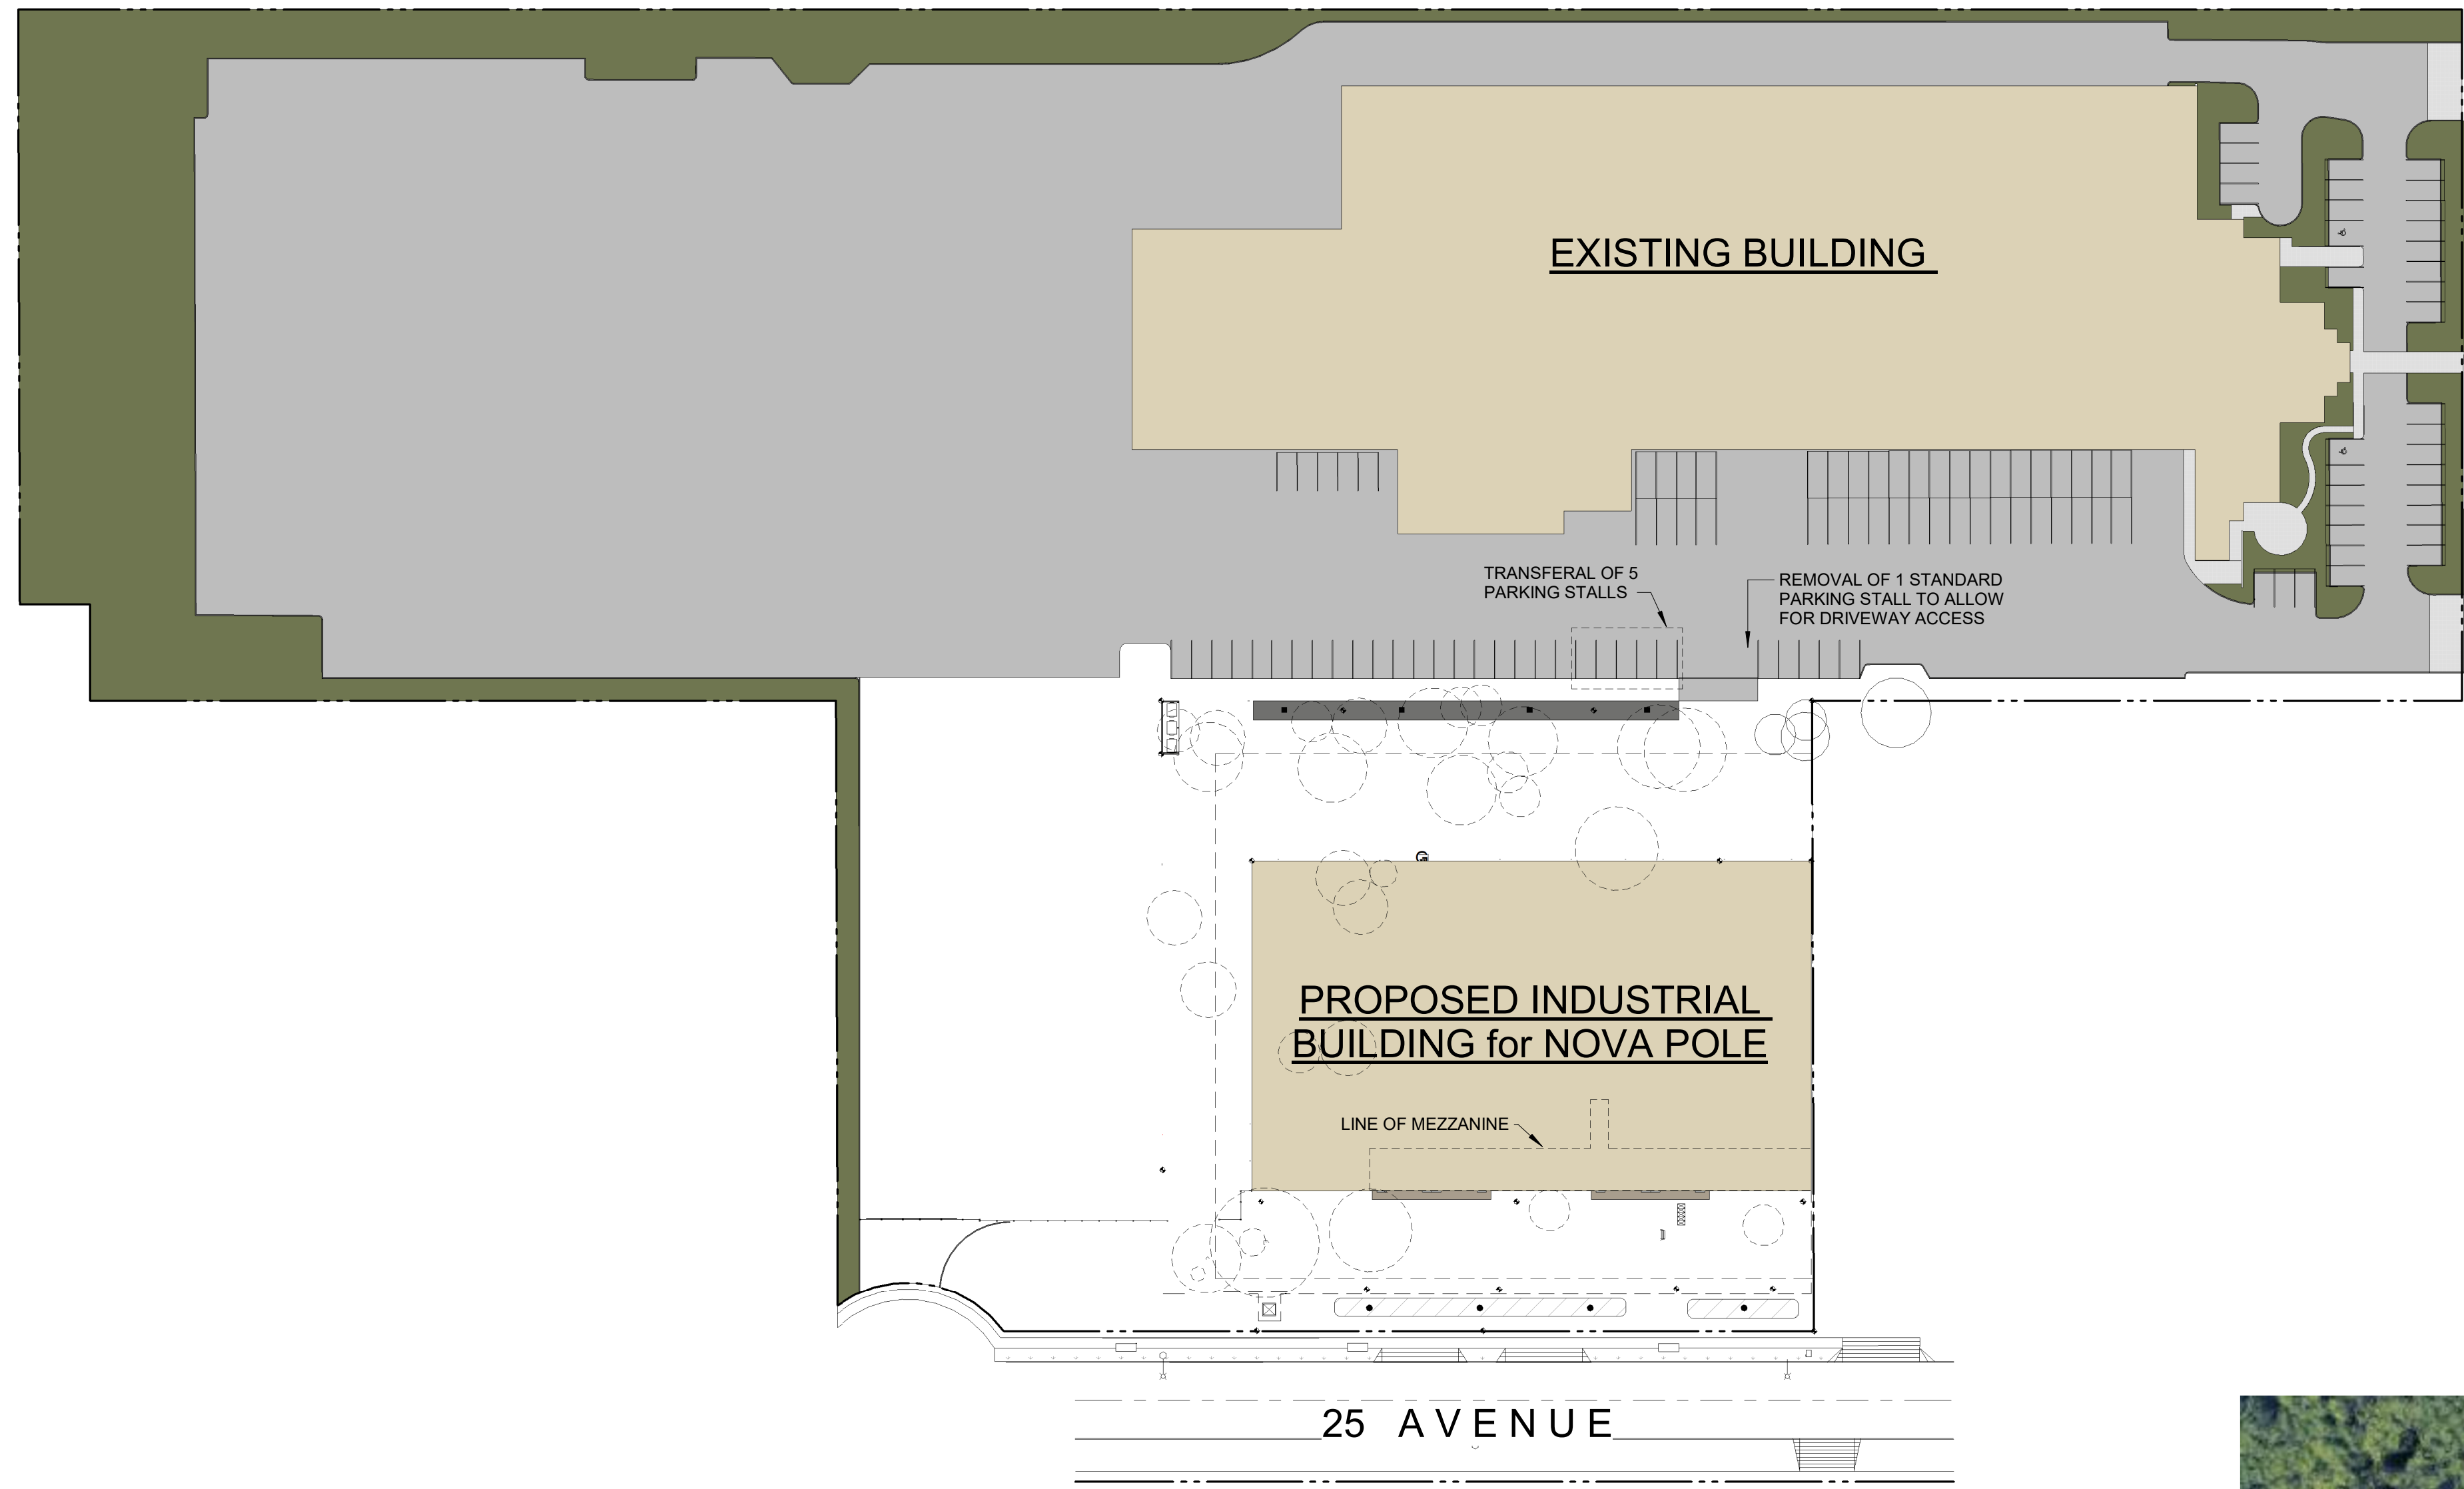 EXISTING BUILDING
TRANSFERAL OF 5
PARKING STALLS
REMOVAL OF 1 STANDARD
PARKING STALL TO ALLOW
FOR DRIVEWAY ACCESS
G
PROPOSED INDUSTRIAL
BUILDING for NOVA POLE
LINE OF MEZZANINE
25 AVENUE